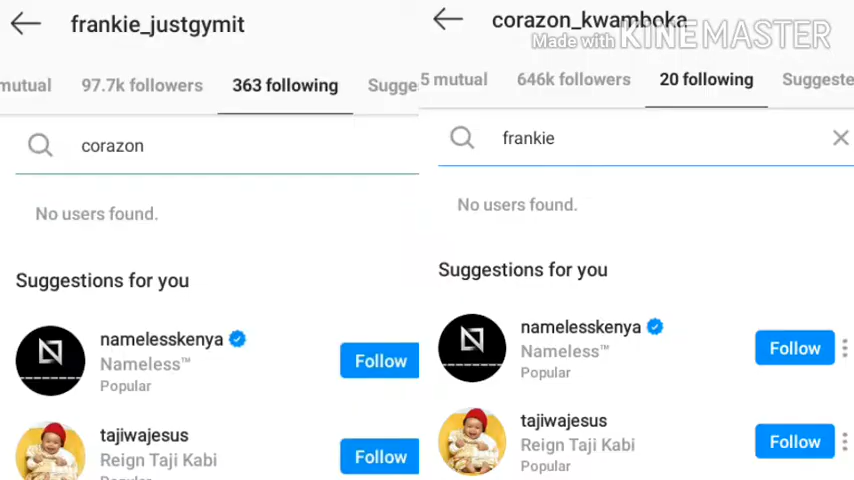 frankie_justgymit
mutual 97.7k followers 363 following Sugge
corazon
No users found.
Suggestions for you
namelesskenya
Nameless™
Popular
Follow
tajiwajesus
Reign Taji Kabi
Follow
corazon_kwamboka
Made with KINEMASTER
5 mutual 646k followers 20 following Suggeste
frankie
No users found.
Suggestions for you
namelesskenya
Nameless™
Popular
Follow
tajiwajesus
Reign Taji Kabi
Popular
Follow